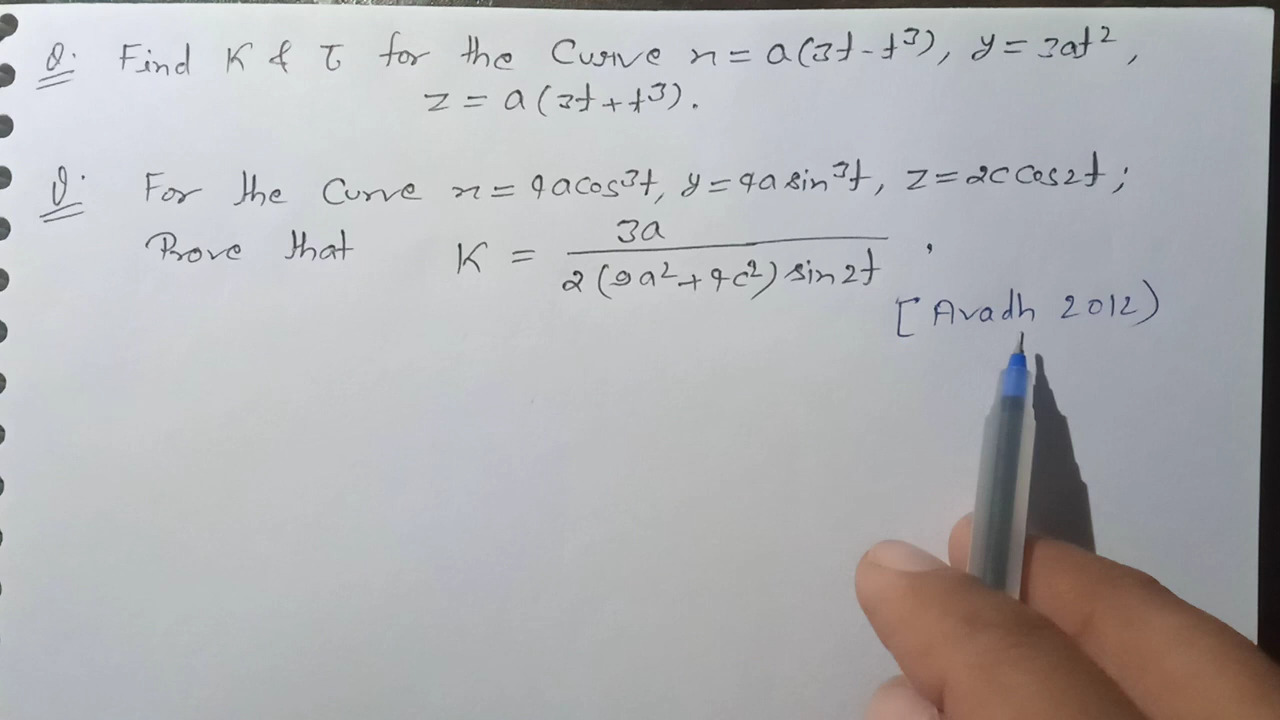 Q. Find K & τ for the Curve x = a(3t - t³), y = 3at²,
z = a(3t + t³).
Q. For the Curve x = 4a cos³t, y = 4a sin³t, z = 2c cos2t;
Prove that K = 3a / 2(9a² + 4c²) sin2t ,
[Avadh 2012)